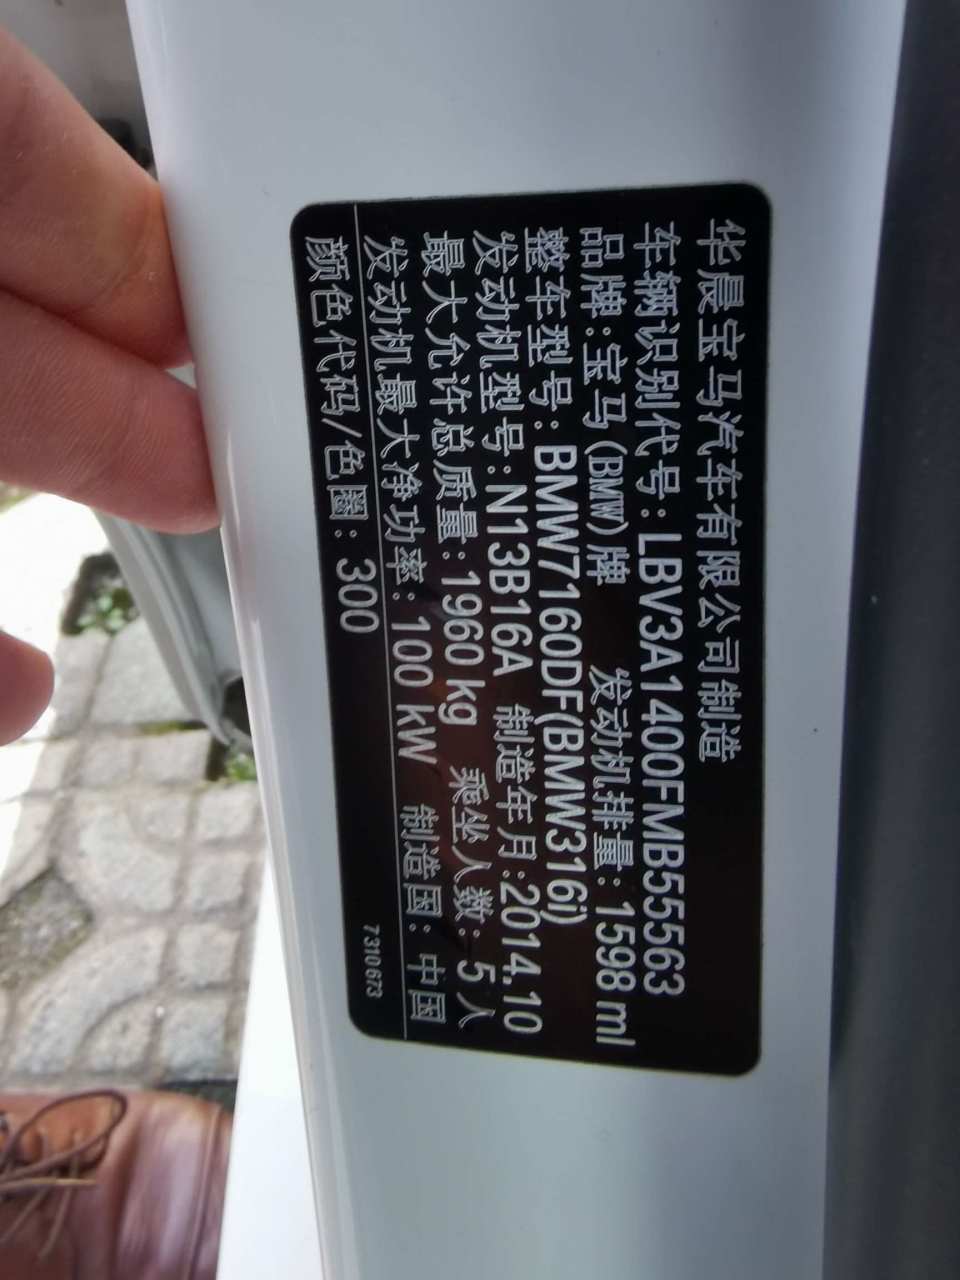 华晨宝马汽车有限公司制造
车辆识别代号:LBV3A1400FMB55563
品牌:宝马(BMW)牌 发动机排量:1598 ml
整车型号:BMW7160DF(BMW316i)
发动机型号:N13B16A 制造年月:2014.10
最大允许总质量:1960 kg 乘坐人数: 5人
发动机最大净功率: 100 kW 制造国: 中国
颜色代码/色圈: 300
7310673